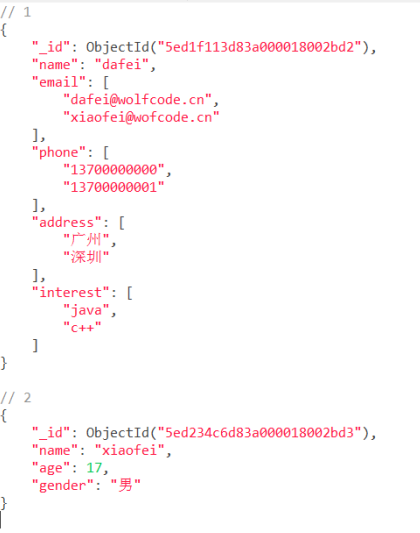 // 1
{
    "_id": ObjectId("5ed1f113d83a000018002bd2"),
    "name": "dafei",
    "email": [
        "dafei@wolfcode.cn",
        "xiaofei@wofcode.cn"
    ],
    "phone": [
        "13700000000",
        "13700000001"
    ],
    "address": [
        "广州",
        "深圳"
    ],
    "interest": [
        "java",
        "c++"
    ]
}

// 2
{
    "_id": ObjectId("5ed234c6d83a000018002bd3"),
    "name": "xiaofei",
    "age": 17,
    "gender": "男"
}